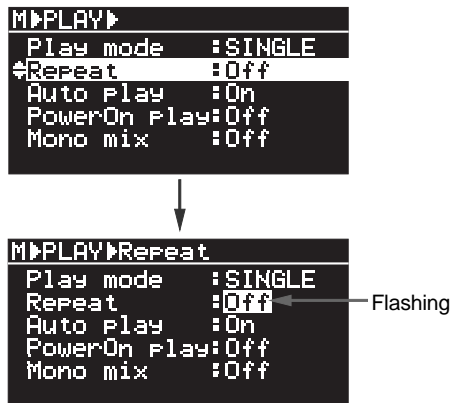 M▶PLAY▶
Play mode :SINGLE
Repeat :Off
Auto play :On
PowerOn play:Off
Mono mix :Off
M▶PLAY▶Repeat
Play mode :SINGLE
Repeat :Off
Flashing
Auto play :On
PowerOn play:Off
Mono mix :Off